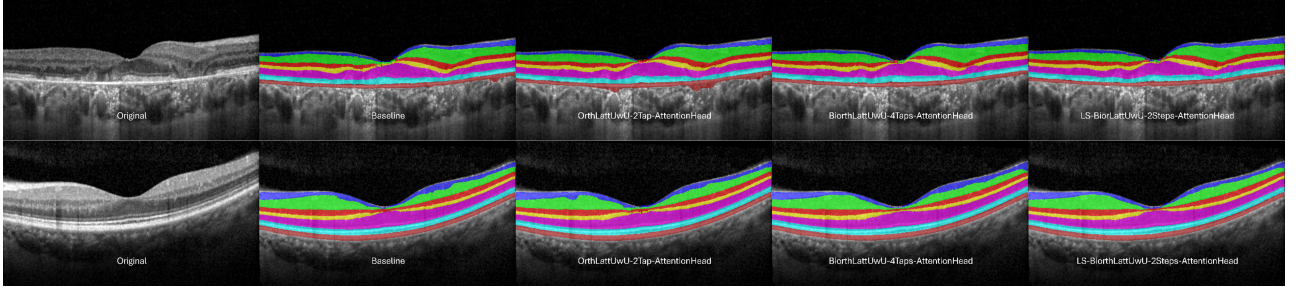 Original
Baseline
OrthLattUwU-2Tap-AttentionHead
BiorthLattUwU-4Taps-AttentionHead
LS-BiorLattUwU-2Steps-AttentionHead
Original
Baseline
OrthLattUwU-2Tap-AttentionHead
BiorthLattUwU-4Taps-AttentionHead
LS-BiorthLattUwU-2Steps-AttentionHead